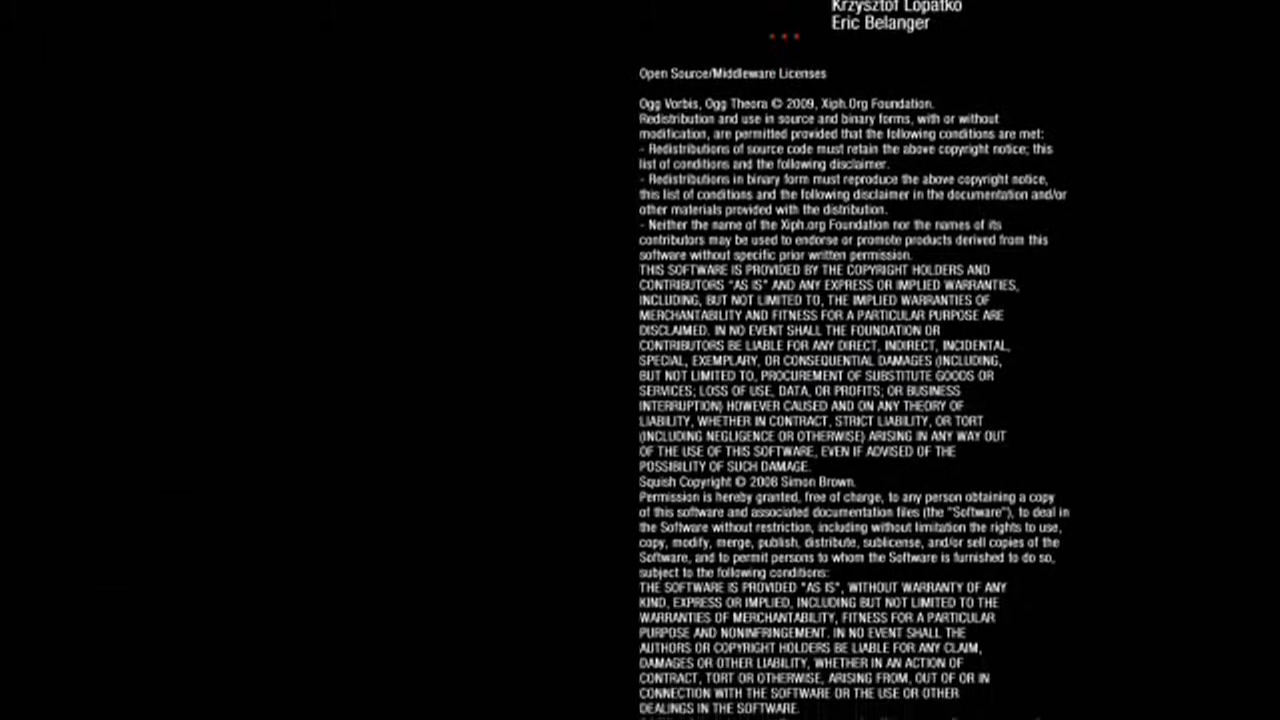 Krzysztof Lopatko
Eric Belanger
Open Source/Middleware Licenses
Ogg Vorbis, Ogg Theora © 2009, Xiph.Org Foundation.
Redistribution and use in source and binary forms, with or without
modification, are permitted provided that the following conditions are met:
- Redistributions of source code must retain the above copyright notice; this
list of conditions and the following disclaimer.
- Redistributions in binary form must reproduce the above copyright notice,
this list of conditions and the following disclaimer in the documentation and/or
other materials provided with the distribution.
- Neither the name of the Xiph.org Foundation nor the names of its
contributors may be used to endorse or promote products derived from this
software without specific prior written permission.
THIS SOFTWARE IS PROVIDED BY THE COPYRIGHT HOLDERS AND
CONTRIBUTORS "AS IS" AND ANY EXPRESS OR IMPLIED WARRANTIES,
INCLUDING, BUT NOT LIMITED TO, THE IMPLIED WARRANTIES OF
MERCHANTABILITY AND FITNESS FOR A PARTICULAR PURPOSE ARE
DISCLAIMED. IN NO EVENT SHALL THE FOUNDATION OR
CONTRIBUTORS BE LIABLE FOR ANY DIRECT, INDIRECT, INCIDENTAL,
SPECIAL, EXEMPLARY, OR CONSEQUENTIAL DAMAGES (INCLUDING,
BUT NOT LIMITED TO, PROCUREMENT OF SUBSTITUTE GOODS OR
SERVICES; LOSS OF USE, DATA, OR PROFITS; OR BUSINESS
INTERRUPTION) HOWEVER CAUSED AND ON ANY THEORY OF
LIABILITY, WHETHER IN CONTRACT, STRICT LIABILITY, OR TORT
(INCLUDING NEGLIGENCE OR OTHERWISE) ARISING IN ANY WAY OUT
OF THE USE OF THIS SOFTWARE, EVEN IF ADVISED OF THE
POSSIBILITY OF SUCH DAMAGE.
Squish Copyright © 2008 Simon Brown.
Permission is hereby granted, free of charge, to any person obtaining a copy
of this software and associated documentation files (the "Software"), to deal in
the Software without restriction, including without limitation the rights to use,
copy, modify, merge, publish, distribute, sublicense, and/or sell copies of the
Software, and to permit persons to whom the Software is furnished to do so,
subject to the following conditions:
THE SOFTWARE IS PROVIDED "AS IS", WITHOUT WARRANTY OF ANY
KIND, EXPRESS OR IMPLIED, INCLUDING BUT NOT LIMITED TO THE
WARRANTIES OF MERCHANTABILITY, FITNESS FOR A PARTICULAR
PURPOSE AND NONINFRINGEMENT. IN NO EVENT SHALL THE
AUTHORS OR COPYRIGHT HOLDERS BE LIABLE FOR ANY CLAIM,
DAMAGES OR OTHER LIABILITY, WHETHER IN AN ACTION OF
CONTRACT, TORT OR OTHERWISE, ARISING FROM, OUT OF OR IN
CONNECTION WITH THE SOFTWARE OR THE USE OR OTHER
DEALINGS IN THE SOFTWARE.